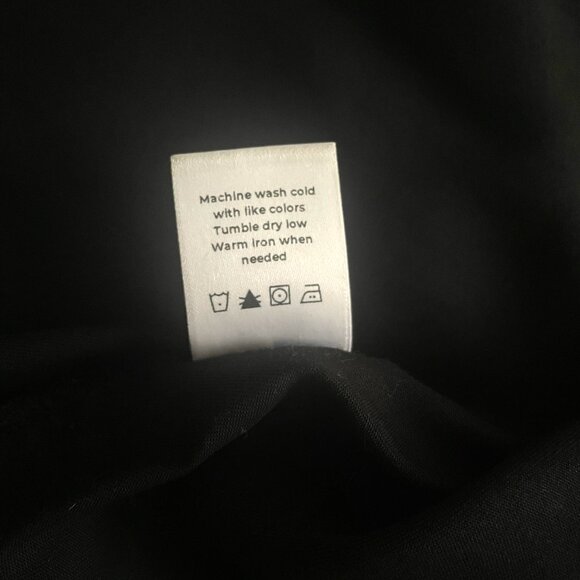 Machine wash cold
with like colors
Tumble dry low
Warm iron when
needed